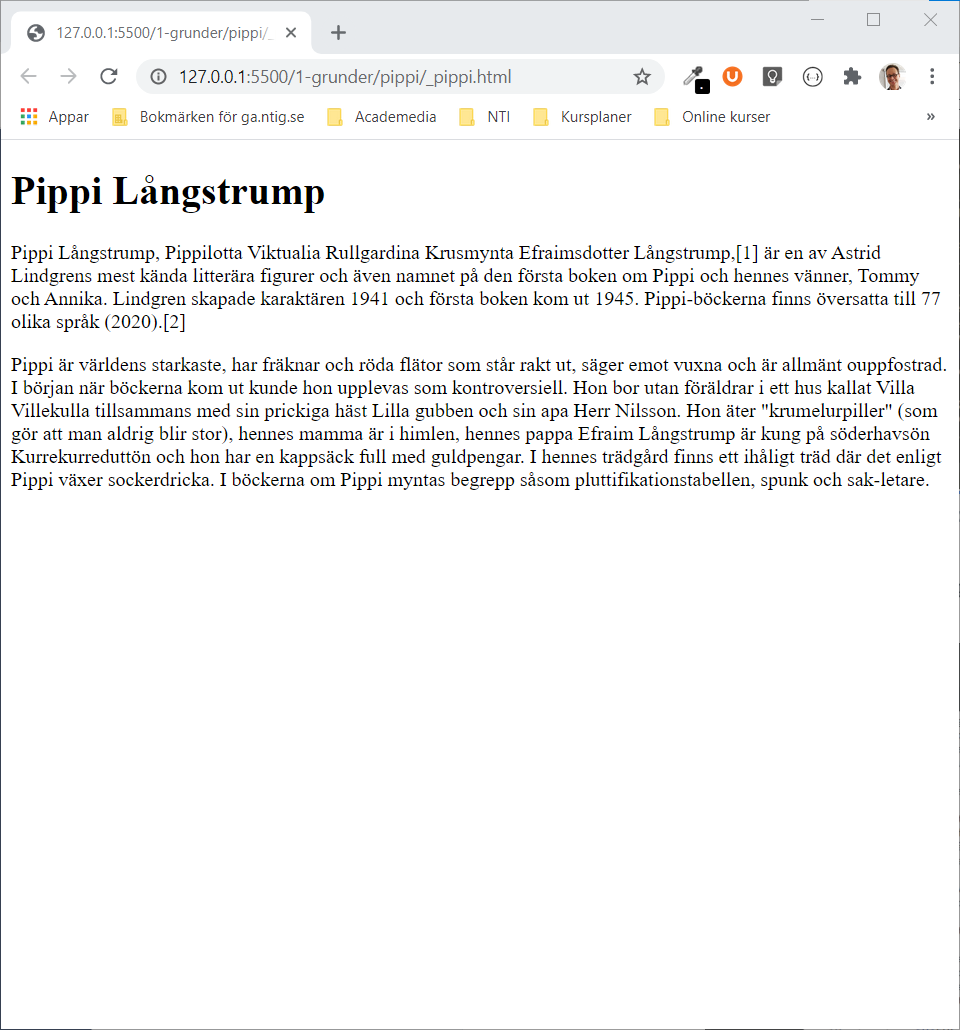 127.0.0.1:5500/1-grunder/pippi/_
127.0.0.1:5500/1-grunder/pippi/_pippi.html
Appar Bokmärken för ga.ntig.se Academedia NTI Kursplaner Online kurser »
Pippi Långstrump
Pippi Långstrump, Pippilotta Viktualia Rullgardina Krusmynta Efraimsdotter Långstrump,[1] är en av Astrid
Lindgrens mest kända litterära figurer och även namnet på den första boken om Pippi och hennes vänner, Tommy
och Annika. Lindgren skapade karaktären 1941 och första boken kom ut 1945. Pippi-böckerna finns översatta till 77
olika språk (2020).[2]
Pippi är världens starkaste, har fräknar och röda flätor som står rakt ut, säger emot vuxna och är allmänt ouppfostrad.
I början när böckerna kom ut kunde hon upplevas som kontroversiell. Hon bor utan föräldrar i ett hus kallat Villa
Villekulla tillsammans med sin prickiga häst Lilla gubben och sin apa Herr Nilsson. Hon äter "krumelurpiller" (som
gör att man aldrig blir stor), hennes mamma är i himlen, hennes pappa Efraim Långstrump är kung på söderhavsön
Kurrekurreduttön och hon har en kappsäck full med guldpengar. I hennes trädgård finns ett ihåligt träd där det enligt
Pippi växer sockerdricka. I böckerna om Pippi myntas begrepp såsom pluttifikationstabellen, spunk och sak-letare.